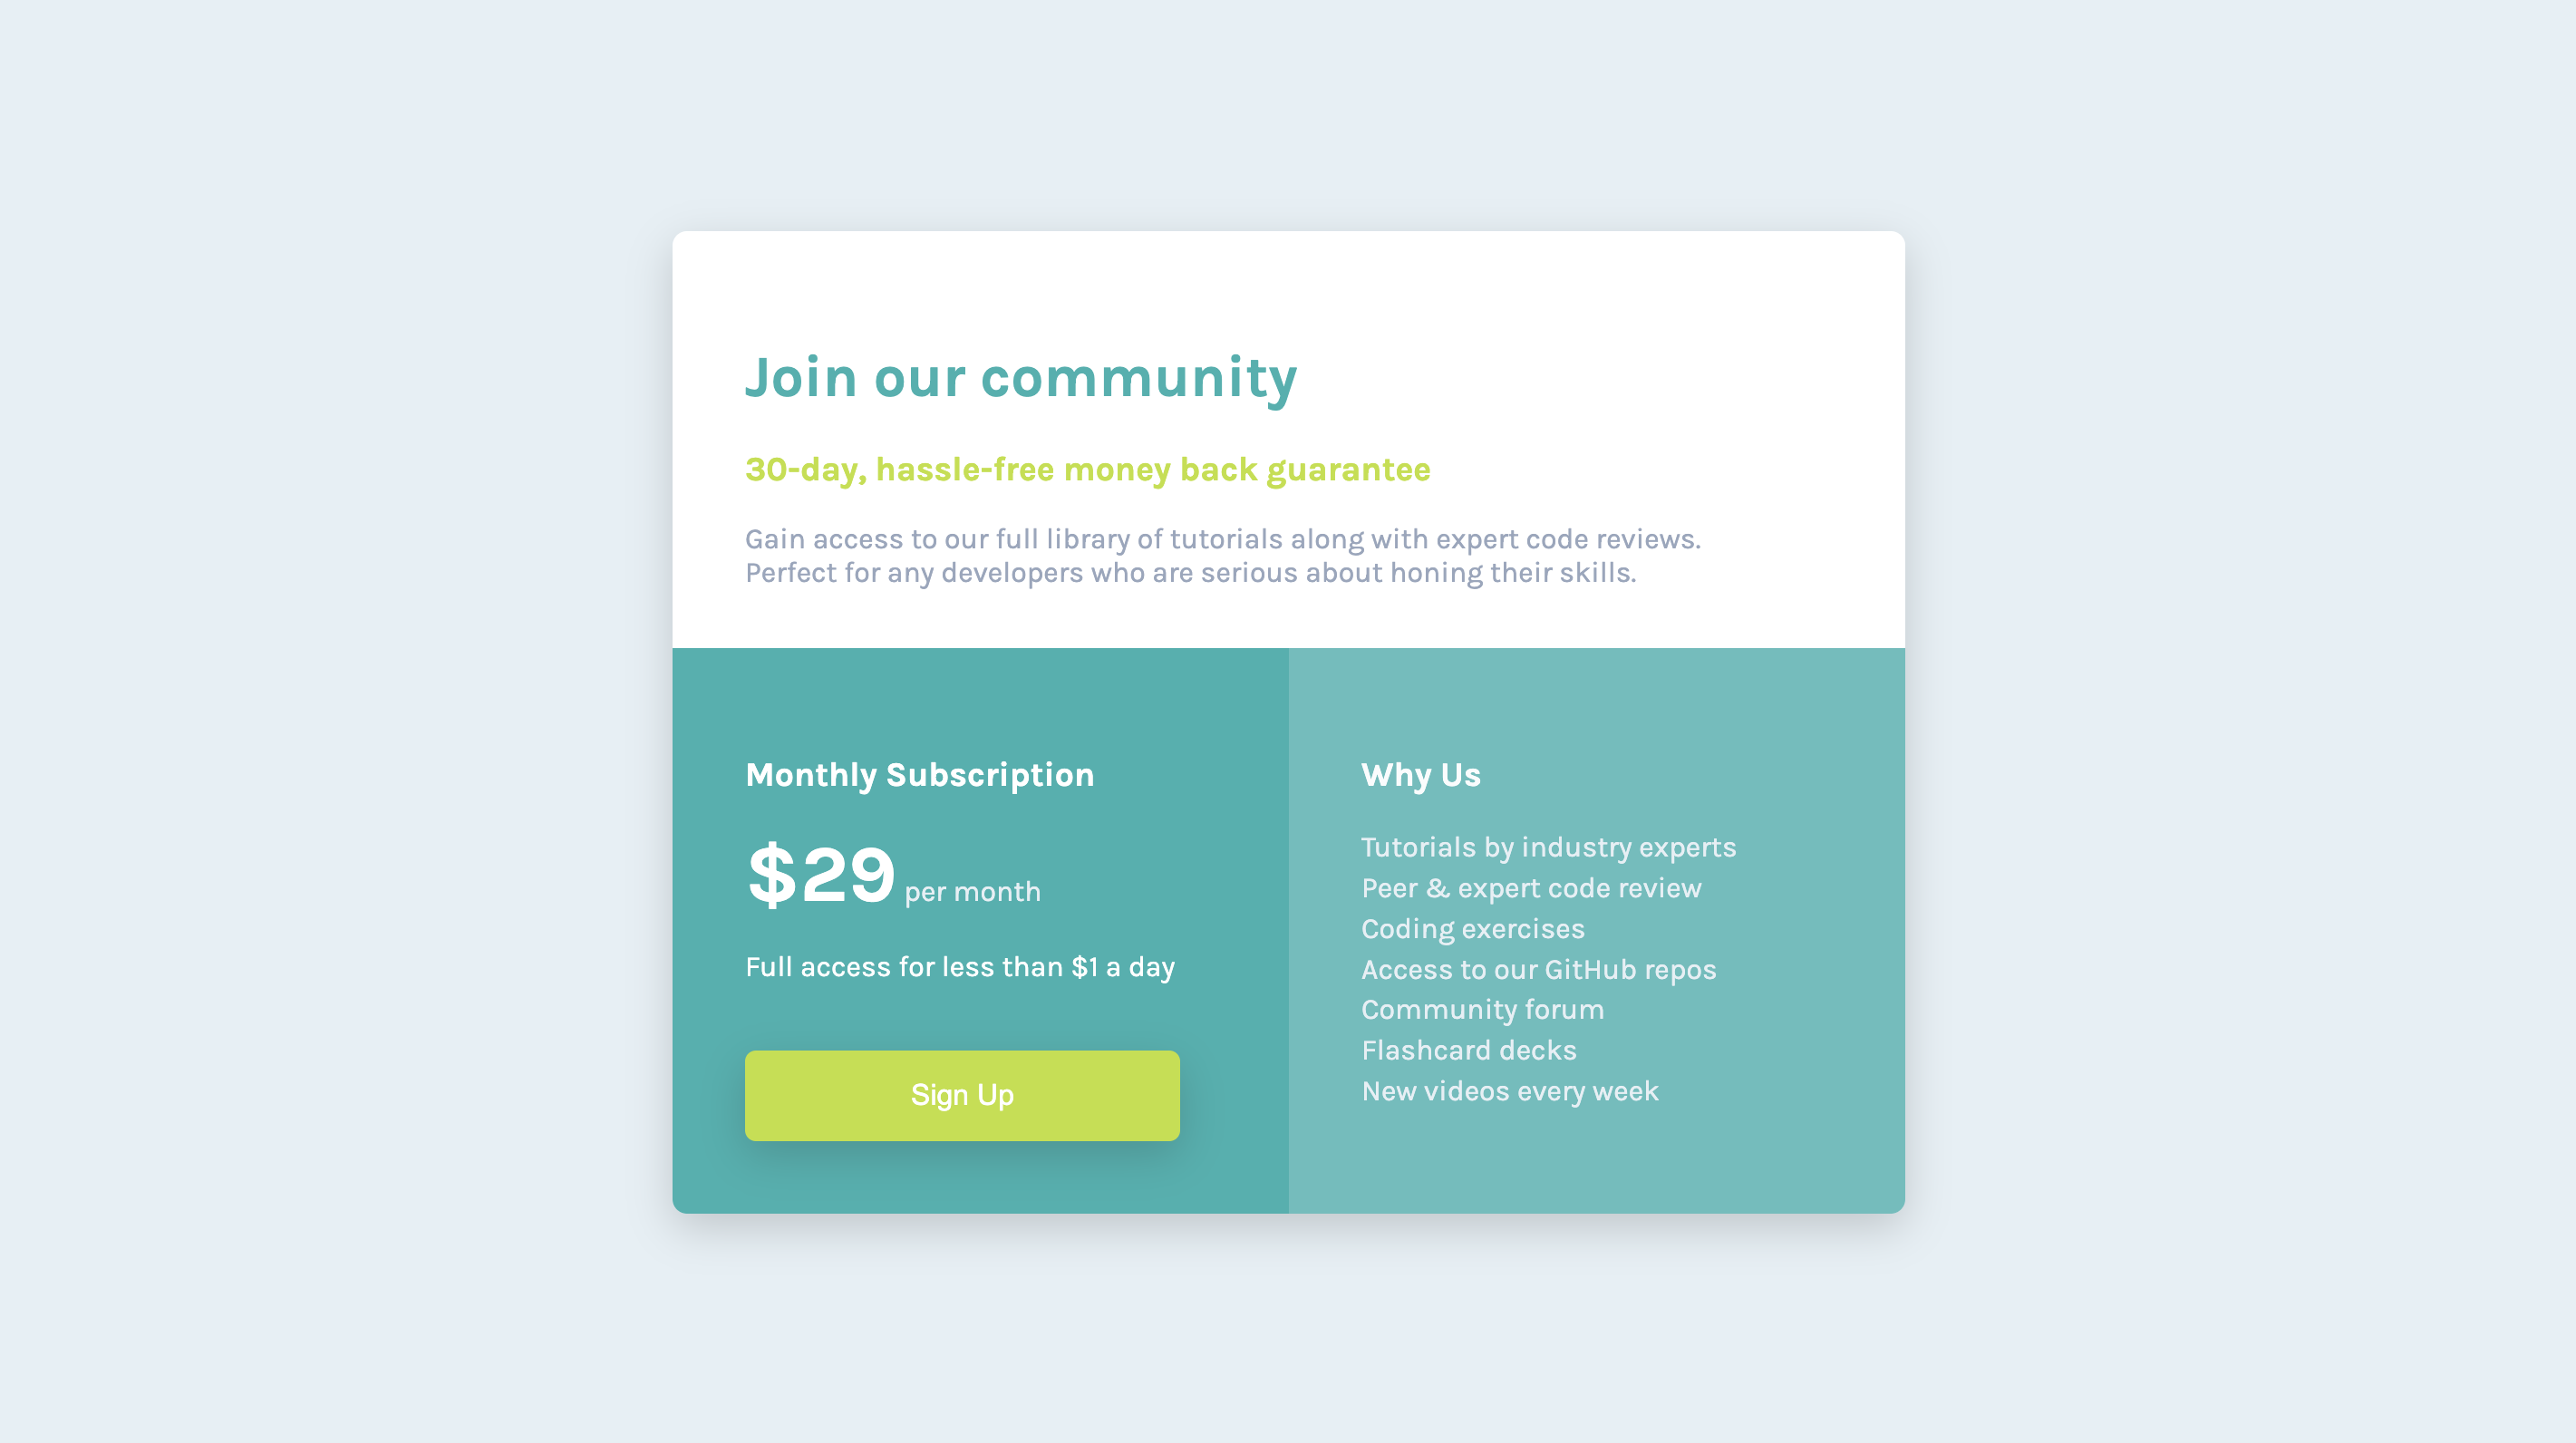 Join our community
30-day, hassle-free money back guarantee
Gain access to our full library of tutorials along with expert code reviews.
Perfect for any developers who are serious about honing their skills.
Monthly Subscription
$29 per month
Full access for less than $1 a day
Sign Up
Why Us
Tutorials by industry experts
Peer & expert code review
Coding exercises
Access to our GitHub repos
Community forum
Flashcard decks
New videos every week